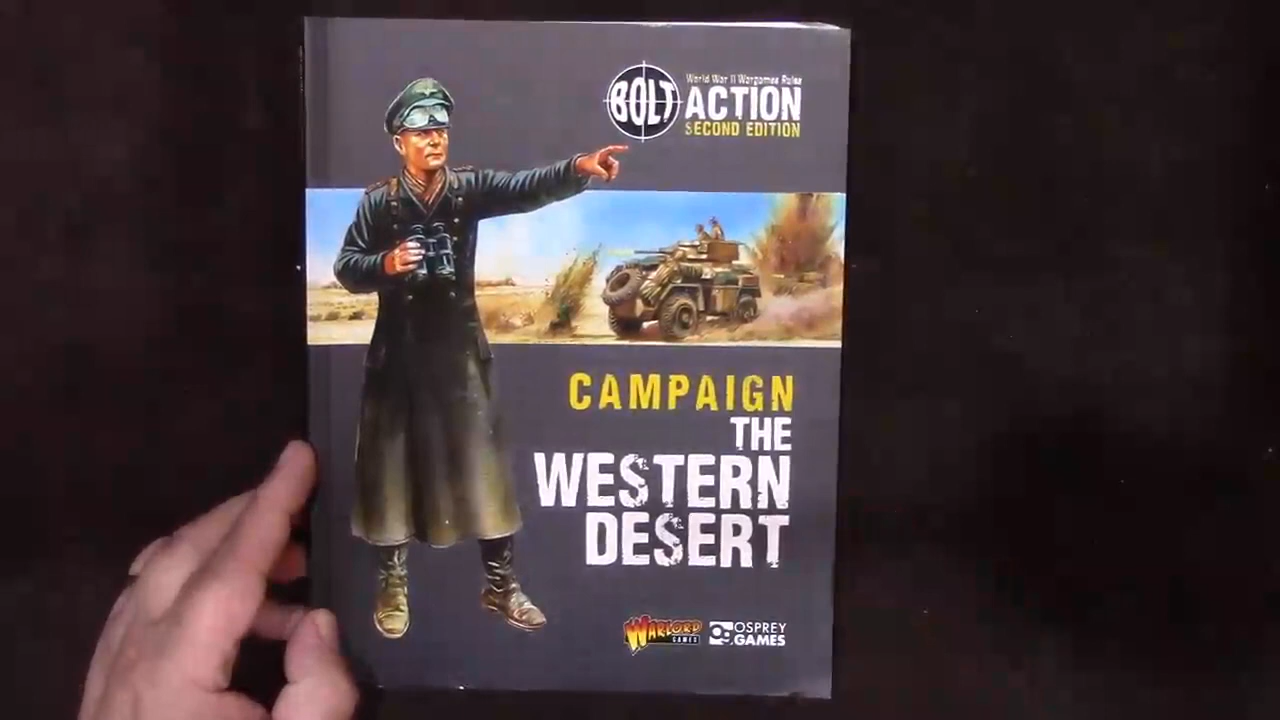 World War II Wargames Rules
BOLT ACTION
SECOND EDITION
CAMPAIGN
THE
WESTERN
DESERT
WARLORD GAMES
OSPREY GAMES